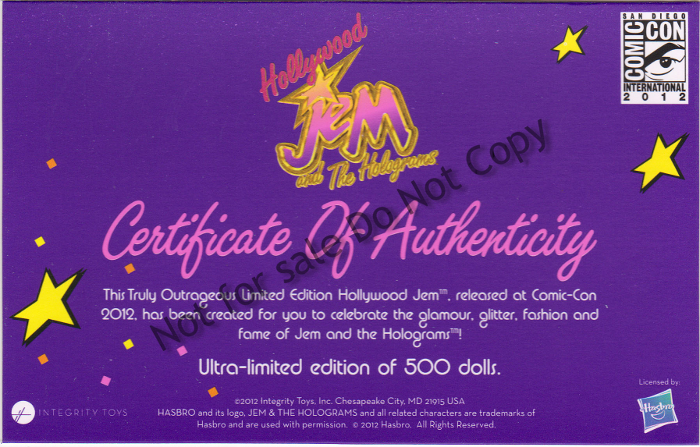 Hollywood
JEM
and The Holograms
SAN DIEGO
COMIC CON
INTERNATIONAL
2012
Certificate Of Authenticity
Not for sale Do Not Copy
This Truly Outrageous Limited Edition Hollywood Jem™, released at Comic-Con
2012, has been created for you to celebrate the glamour, glitter, fashion and
fame of Jem and the Holograms™!
Ultra-limited edition of 500 dolls.
INTEGRITY TOYS
©2012 Integrity Toys, Inc. Chesapeake City, MD 21915 USA
HASBRO and its logo, JEM & THE HOLOGRAMS and all related characters are trademarks of
Hasbro and are used with permission. © 2012 Hasbro. All Rights Reserved.
Licensed by:
Hasbro